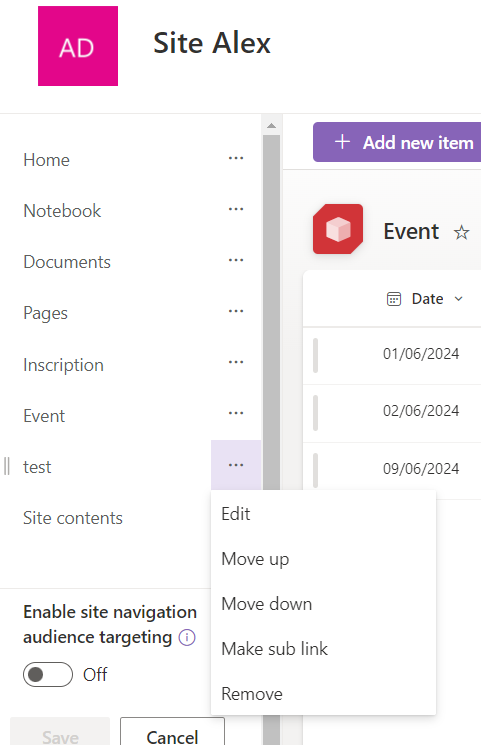 AD
Site Alex
Home ...
Notebook ...
Documents ...
Pages ...
Inscription ...
Event ...
test ...
Site contents
Edit
Move up
Move down
Make sub link
Remove
Enable site navigation
audience targeting
Off
Save Cancel
+ Add new item
Event
Date
01/06/2024
02/06/2024
09/06/2024